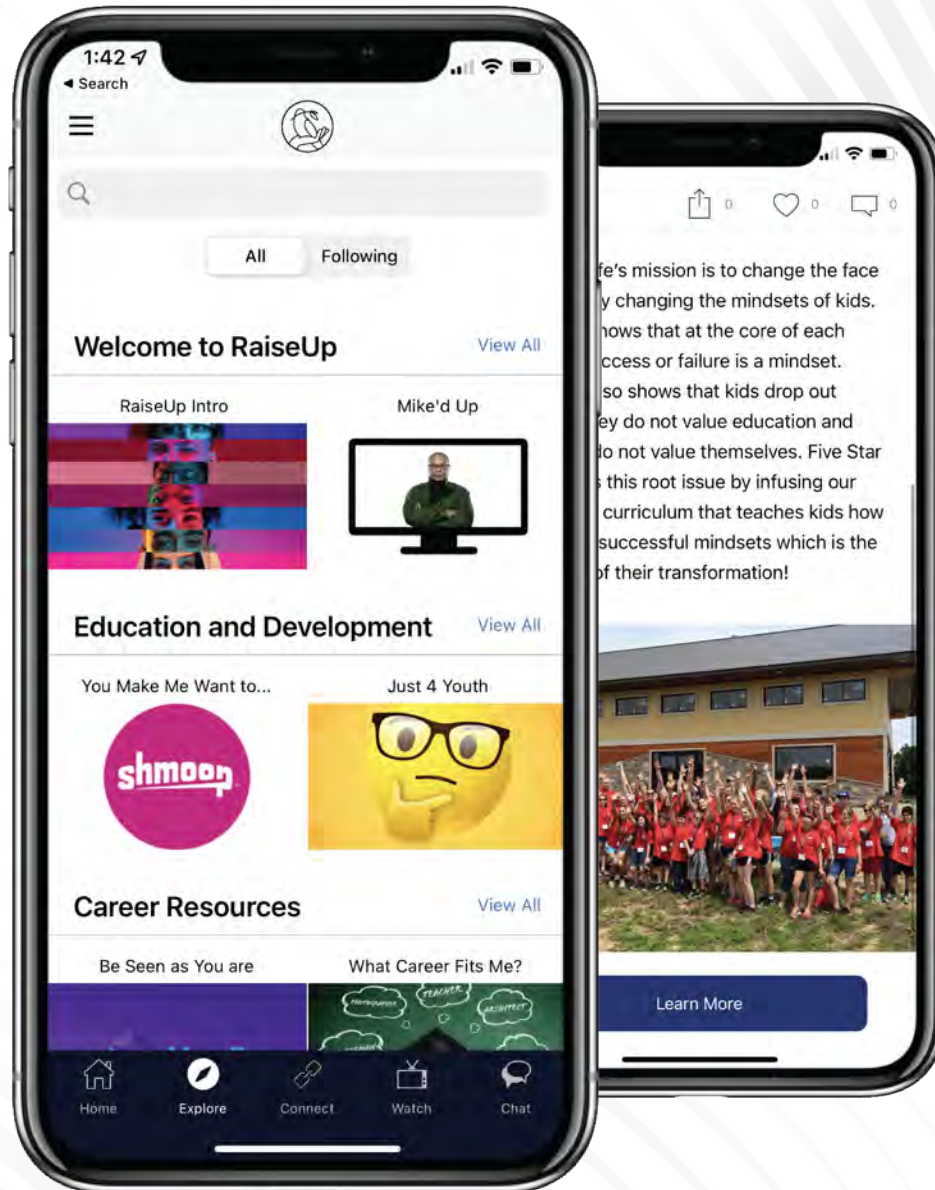 1:42
Search
All
Following
Welcome to RaiseUp
View All
RaiseUp Intro
Mike'd Up
Education and Development
View All
You Make Me Want to...
Just 4 Youth
shmoop
Career Resources
View All
Be Seen as You are
What Career Fits Me?
PHOTOGRAPHER
TEACHER
ARCHITECT
Home
Explore
Connect
Watch
Chat
0
0
0
fe's mission is to change the face
y changing the mindsets of kids.
nows that at the core of each
ccess or failure is a mindset.
so shows that kids drop out
ey do not value education and
do not value themselves. Five Star
s this root issue by infusing our
curriculum that teaches kids how
successful mindsets which is the
of their transformation!
Learn More